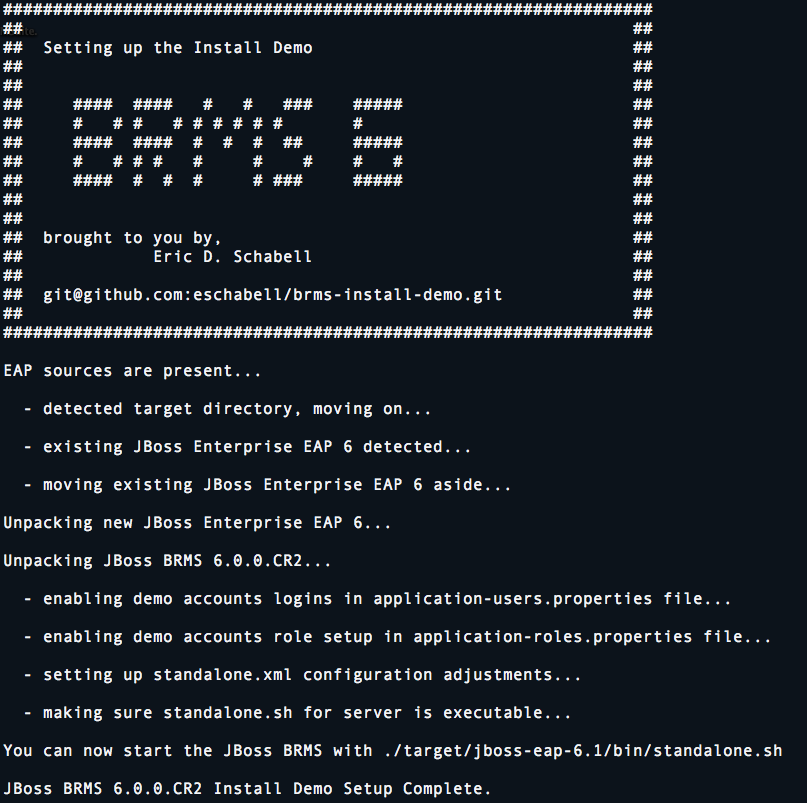 #################################################################
##                                                             ##
##  Setting up the Install Demo                                ##
##                                                             ##
##                                                             ##
##     ####  ####   #   #   ###    #####                       ##
##     #   # #   # # # # # #       #                           ##
##     ####  ####  #  #  #  ##     #####                       ##
##     #   # # #   #     #    #    #   #                       ##
##     ####  #  #  #     # ###     #####                       ##
##                                                             ##
##                                                             ##
##  brought to you by,                                         ##
##             Eric D. Schabell                                ##
##                                                             ##
##  git@github.com:eschabell/brms-install-demo.git             ##
##                                                             ##
#################################################################
EAP sources are present...
  - detected target directory, moving on...
  - existing JBoss Enterprise EAP 6 detected...
  - moving existing JBoss Enterprise EAP 6 aside...
Unpacking new JBoss Enterprise EAP 6...
Unpacking JBoss BRMS 6.0.0.CR2...
  - enabling demo accounts logins in application-users.properties file...
  - enabling demo accounts role setup in application-roles.properties file...
  - setting up standalone.xml configuration adjustments...
  - making sure standalone.sh for server is executable...
You can now start the JBoss BRMS with ./target/jboss-eap-6.1/bin/standalone.sh
JBoss BRMS 6.0.0.CR2 Install Demo Setup Complete.